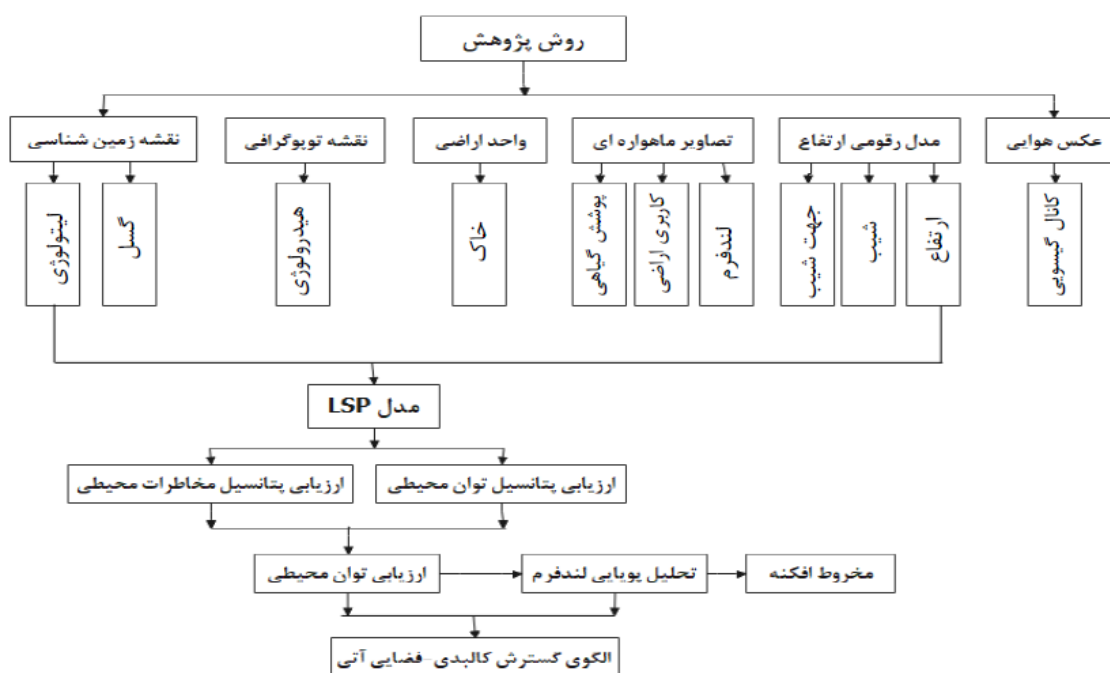 روش پژوهش
عکس هوایی
مدل رقومی ارتفاع
تصاویر ماهواره ای
واحد اراضی
نقشه توپوگرافی
نقشه زمین شناسی
کانال گیسویی
ارتفاع
شیب
جهت شیب
لندفرم
کاربری اراضی
پوشش گیاهی
خاک
هیدرولوژی
گسل
لیتولوژی
مدل LSP
ارزیابی پتانسیل توان محیطی
ارزیابی پتانسیل مخاطرات محیطی
ارزیابی توان محیطی
تحلیل پویایی لندفرم
مخروط افکنه
الگوی گسترش کالبدی-فضایی آتی